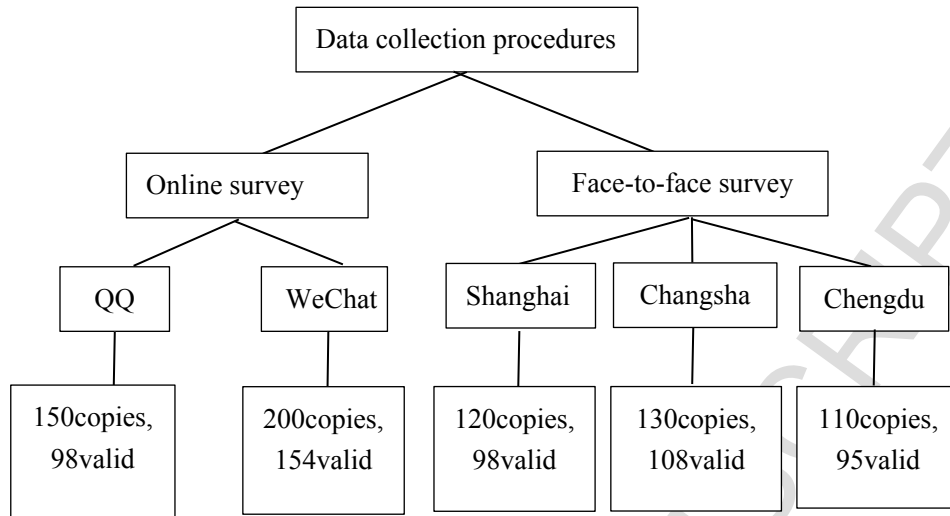 Data collection procedures
Online survey
Face-to-face survey
QQ
WeChat
Shanghai
Changsha
Chengdu
150copies,
98valid
200copies,
154valid
120copies,
98valid
130copies,
108valid
110copies,
95valid
SCRIPT